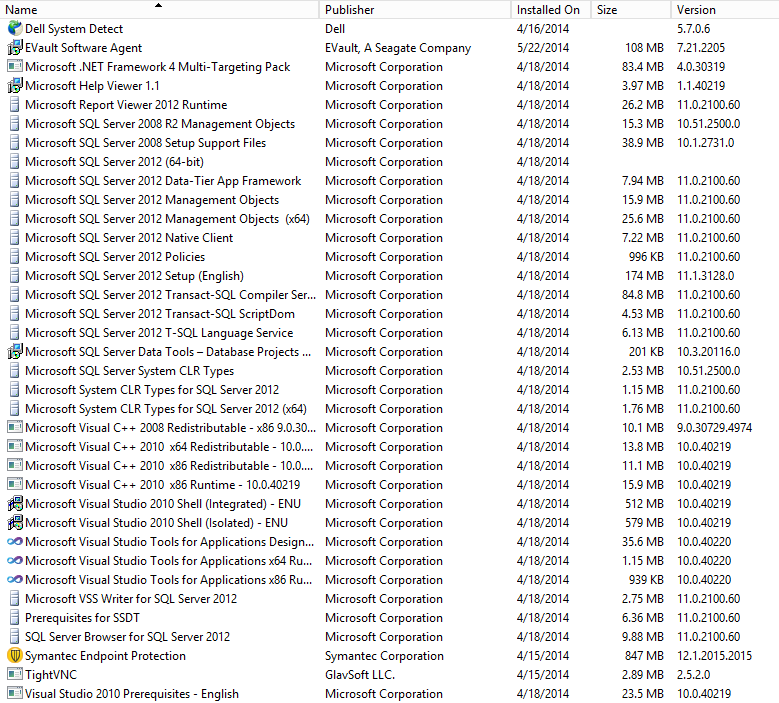 Name Publisher Installed On Size Version
Dell System Detect Dell 4/16/2014 5.7.0.6
EVault Software Agent EVault, A Seagate Company 5/22/2014 108 MB 7.21.2205
Microsoft .NET Framework 4 Multi-Targeting Pack Microsoft Corporation 4/18/2014 83.4 MB 4.0.30319
Microsoft Help Viewer 1.1 Microsoft Corporation 4/18/2014 3.97 MB 1.1.40219
Microsoft Report Viewer 2012 Runtime Microsoft Corporation 4/18/2014 26.2 MB 11.0.2100.60
Microsoft SQL Server 2008 R2 Management Objects Microsoft Corporation 4/18/2014 15.3 MB 10.51.2500.0
Microsoft SQL Server 2008 Setup Support Files Microsoft Corporation 4/18/2014 38.9 MB 10.1.2731.0
Microsoft SQL Server 2012 (64-bit) Microsoft Corporation 4/18/2014
Microsoft SQL Server 2012 Data-Tier App Framework Microsoft Corporation 4/18/2014 7.94 MB 11.0.2100.60
Microsoft SQL Server 2012 Management Objects Microsoft Corporation 4/18/2014 15.9 MB 11.0.2100.60
Microsoft SQL Server 2012 Management Objects (x64) Microsoft Corporation 4/18/2014 25.6 MB 11.0.2100.60
Microsoft SQL Server 2012 Native Client Microsoft Corporation 4/18/2014 7.22 MB 11.0.2100.60
Microsoft SQL Server 2012 Policies Microsoft Corporation 4/18/2014 996 KB 11.0.2100.60
Microsoft SQL Server 2012 Setup (English) Microsoft Corporation 4/18/2014 174 MB 11.1.3128.0
Microsoft SQL Server 2012 Transact-SQL Compiler Ser... Microsoft Corporation 4/18/2014 84.8 MB 11.0.2100.60
Microsoft SQL Server 2012 Transact-SQL ScriptDom Microsoft Corporation 4/18/2014 4.53 MB 11.0.2100.60
Microsoft SQL Server 2012 T-SQL Language Service Microsoft Corporation 4/18/2014 6.13 MB 11.0.2100.60
Microsoft SQL Server Data Tools – Database Projects ... Microsoft Corporation 4/18/2014 201 KB 10.3.20116.0
Microsoft SQL Server System CLR Types Microsoft Corporation 4/18/2014 2.53 MB 10.51.2500.0
Microsoft System CLR Types for SQL Server 2012 Microsoft Corporation 4/18/2014 1.15 MB 11.0.2100.60
Microsoft System CLR Types for SQL Server 2012 (x64) Microsoft Corporation 4/18/2014 1.76 MB 11.0.2100.60
Microsoft Visual C++ 2008 Redistributable - x86 9.0.30... Microsoft Corporation 4/18/2014 10.1 MB 9.0.30729.4974
Microsoft Visual C++ 2010 x64 Redistributable - 10.0.... Microsoft Corporation 4/18/2014 13.8 MB 10.0.40219
Microsoft Visual C++ 2010 x86 Redistributable - 10.0.... Microsoft Corporation 4/18/2014 11.1 MB 10.0.40219
Microsoft Visual C++ 2010 x86 Runtime - 10.0.40219 Microsoft Corporation 4/18/2014 15.9 MB 10.0.40219
Microsoft Visual Studio 2010 Shell (Integrated) - ENU Microsoft Corporation 4/18/2014 512 MB 10.0.40219
Microsoft Visual Studio 2010 Shell (Isolated) - ENU Microsoft Corporation 4/18/2014 579 MB 10.0.40219
Microsoft Visual Studio Tools for Applications Design... Microsoft Corporation 4/18/2014 35.6 MB 10.0.40220
Microsoft Visual Studio Tools for Applications x64 Ru... Microsoft Corporation 4/18/2014 1.15 MB 10.0.40220
Microsoft Visual Studio Tools for Applications x86 Ru... Microsoft Corporation 4/18/2014 939 KB 10.0.40220
Microsoft VSS Writer for SQL Server 2012 Microsoft Corporation 4/18/2014 2.75 MB 11.0.2100.60
Prerequisites for SSDT Microsoft Corporation 4/18/2014 6.36 MB 11.0.2100.60
SQL Server Browser for SQL Server 2012 Microsoft Corporation 4/18/2014 9.88 MB 11.0.2100.60
Symantec Endpoint Protection Symantec Corporation 4/15/2014 847 MB 12.1.2015.2015
TightVNC GlavSoft LLC. 4/15/2014 2.89 MB 2.5.2.0
Visual Studio 2010 Prerequisites - English Microsoft Corporation 4/18/2014 23.5 MB 10.0.40219